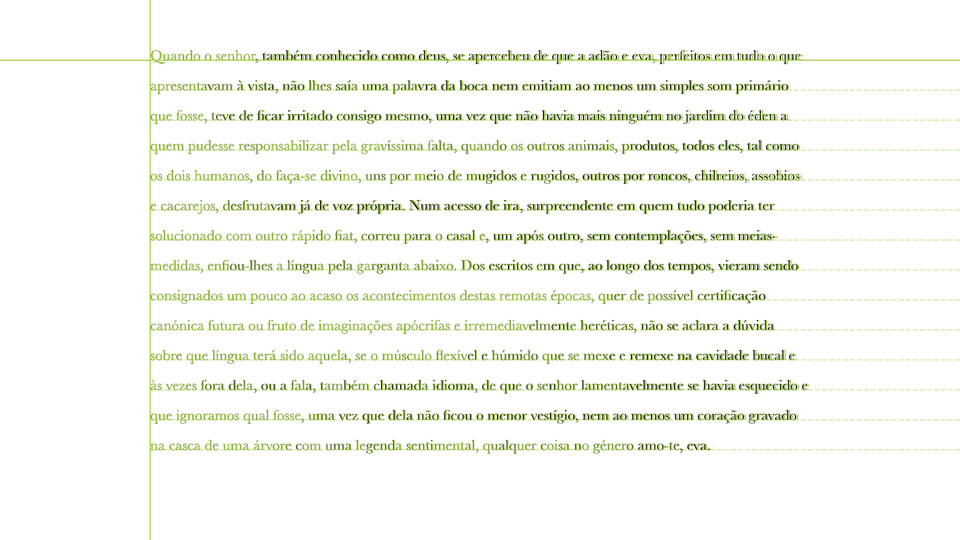 Quando o senhor, também conhecido como deus, se apercebeu de que a adão e eva, perfeitos em tudo o que
apresentavam à vista, não lhes saía uma palavra da boca nem emitiam ao menos um simples som primário
que fosse, teve de ficar irritado consigo mesmo, uma vez que não havia mais ninguém no jardim do éden a
quem pudesse responsabilizar pela gravíssima falta, quando os outros animais, produtos, todos eles, tal como
os dois humanos, do faça-se divino, uns por meio de mugidos e rugidos, outros por roncos, chilreios, assobios
e cacarejos, desfrutavam já de voz própria. Num acesso de ira, surpreendente em quem tudo poderia ter
solucionado com outro rápido fiat, correu para o casal e, um após outro, sem contemplações, sem meias-
medidas, enfiou-lhes a língua pela garganta abaixo. Dos escritos em que, ao longo dos tempos, vieram sendo
consignados um pouco ao acaso os acontecimentos destas remotas épocas, quer de possível certificação
canónica futura ou fruto de imaginações apócrifas e irremediavelmente heréticas, não se aclara a dúvida
sobre que língua terá sido aquela, se o músculo flexível e húmido que se mexe e remexe na cavidade bucal e
às vezes fora dela, ou a fala, também chamada idioma, de que o senhor lamentavelmente se havia esquecido e
que ignoramos qual fosse, uma vez que dela não ficou o menor vestígio, nem ao menos um coração gravado
na casca de uma árvore com uma legenda sentimental, qualquer coisa no género amo-te, eva.